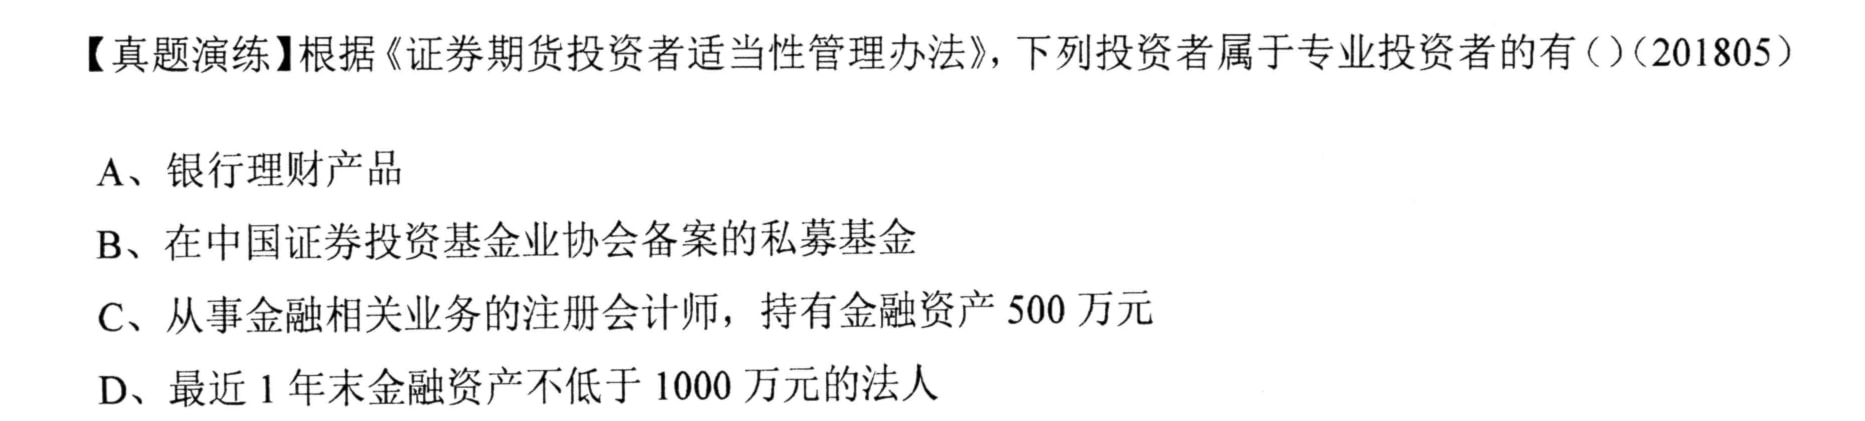 【真题演练】根据《证券期货投资者适当性管理办法》，下列投资者属于专业投资者的有（）（201805）
A、银行理财产品
B、在中国证券投资基金业协会备案的私募基金
C、从事金融相关业务的注册会计师，持有金融资产 500 万元
D、最近 1 年末金融资产不低于 1000 万元的法人